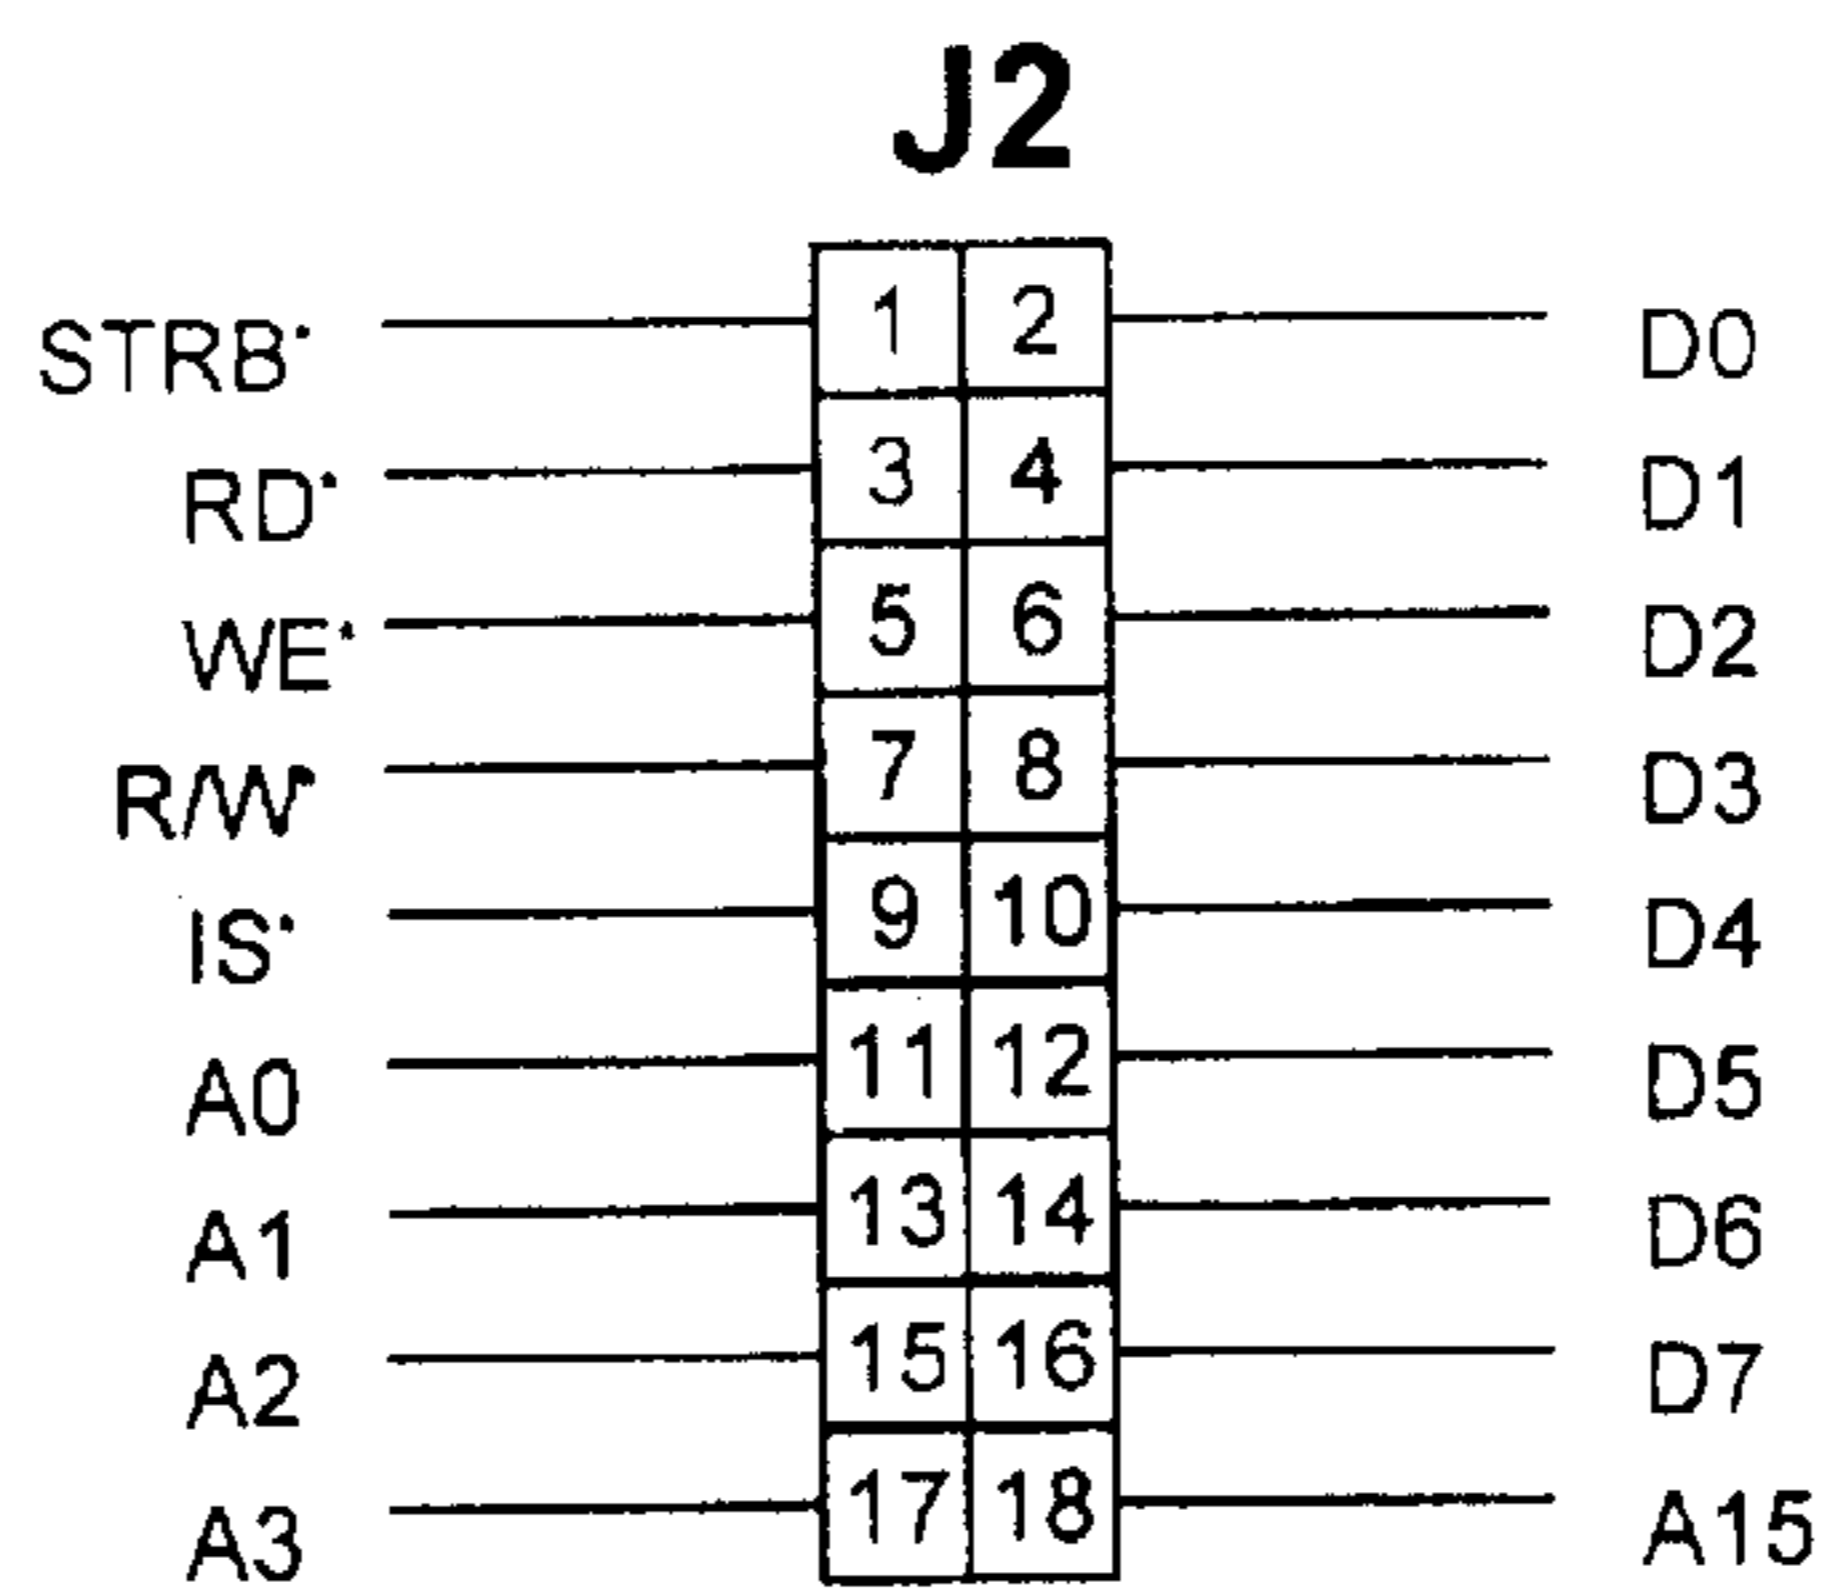 J2
STRB* 1 2 D0
RD* 3 4 D1
WE* 5 6 D2
R/W* 7 8 D3
IS* 9 10 D4
A0 11 12 D5
A1 13 14 D6
A2 15 16 D7
A3 17 18 A15